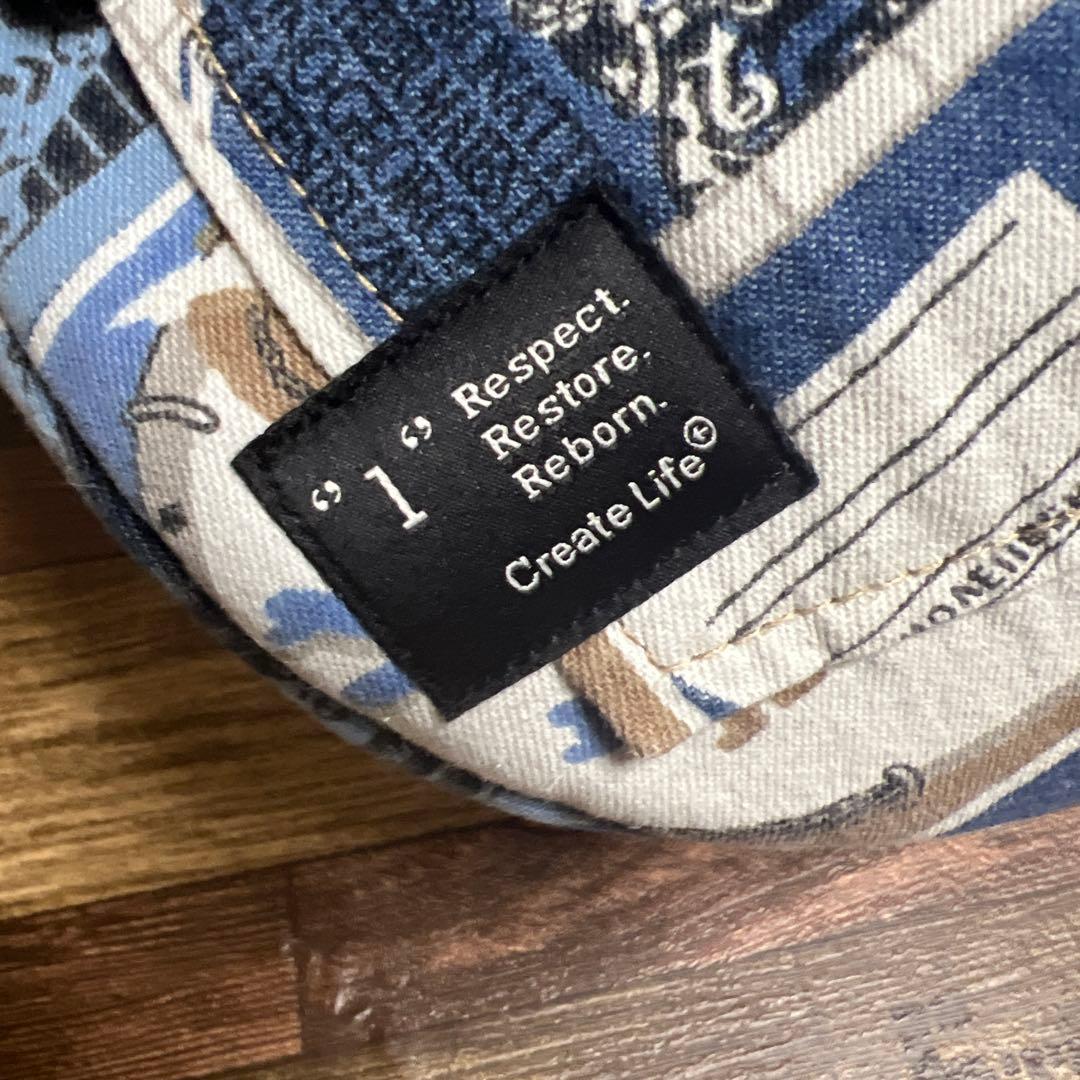 “1”
Respect.
Restore.
Reborn.
Create Life